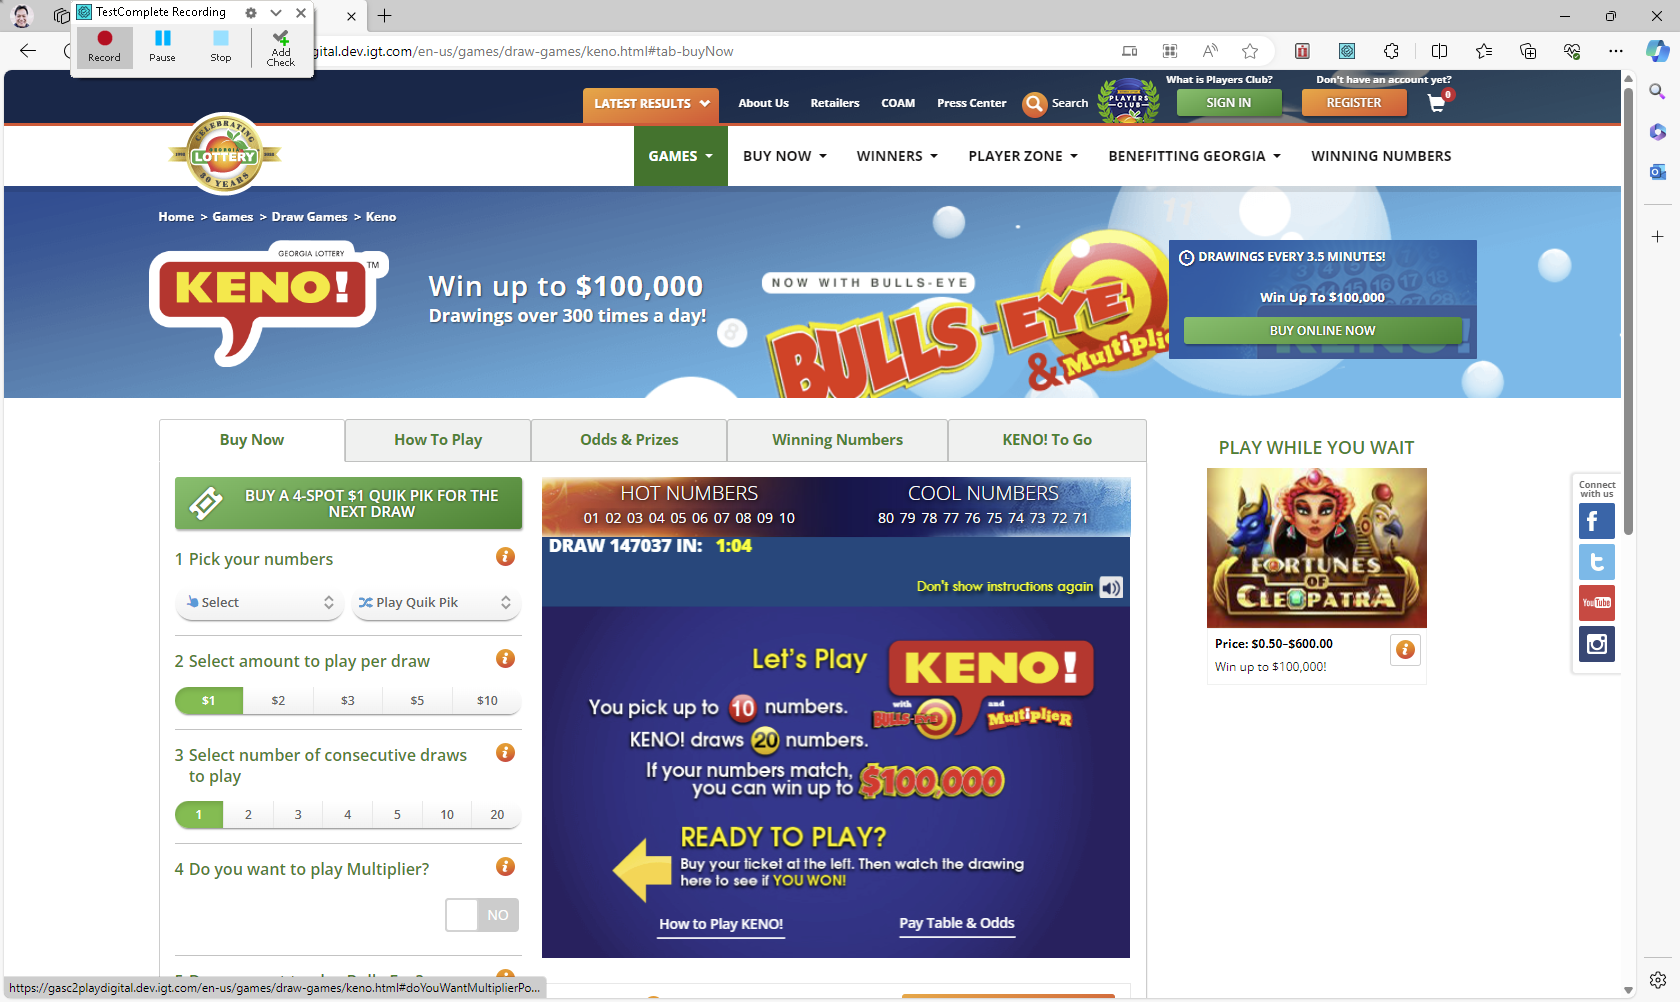 TestComplete Recording
Record
Pause
Stop
Add
Check
gital.dev.igt.com/en-us/games/draw-games/keno.html#tab-buyNow
LATEST RESULTS
About Us
Retailers
COAM
Press Center
Search
PLAYERS
CLUB
What is Players Club?
SIGN IN
Don't have an account yet?
REGISTER
0
CELEBRATING
GEORGIA
LOTTERY
30 YEARS
GAMES
BUY NOW
WINNERS
PLAYER ZONE
BENEFITTING GEORGIA
WINNING NUMBERS
Home > Games > Draw Games > Keno
GEORGIA LOTTERY
KENO!
TM
Win up to $100,000
Drawings over 300 times a day!
8
11
NOW WITH BULLS-EYE
BULLS-EYE
& Multiplie
DRAWINGS EVERY 3.5 MINUTES!
Win Up To $100,000
BUY ONLINE NOW
Buy Now
How To Play
Odds & Prizes
Winning Numbers
KENO! To Go
BUY A 4-SPOT $1 QUIK PIK FOR THE
NEXT DRAW
1 Pick your numbers
Select
Play Quik Pik
2 Select amount to play per draw
$1
$2
$3
$5
$10
3 Select number of consecutive draws
to play
1
2
3
4
5
10
20
4 Do you want to play Multiplier?
NO
HOT NUMBERS
01 02 03 04 05 06 07 08 09 10
COOL NUMBERS
80 79 78 77 76 75 74 73 72 71
DRAW 147037 IN: 1:04
Don't show instructions again
Let's Play
KENO!
with
BULLS-EYE
and
Multiplier
You pick up to 10 numbers.
KENO! draws 20 numbers.
If your numbers match,
you can win up to $100,000
READY TO PLAY?
Buy your ticket at the left. Then watch the drawing
here to see if YOU WON!
How to Play KENO!
Pay Table & Odds
PLAY WHILE YOU WAIT
FORTUNES
OF
CLEOPATRA
Price: $0.50–$600.00
Win up to $100,000!
Connect
with us
YouTube
https://gasc2playdigital.dev.igt.com/en-us/games/draw-games/keno.html#doYouWantMultiplierPo...